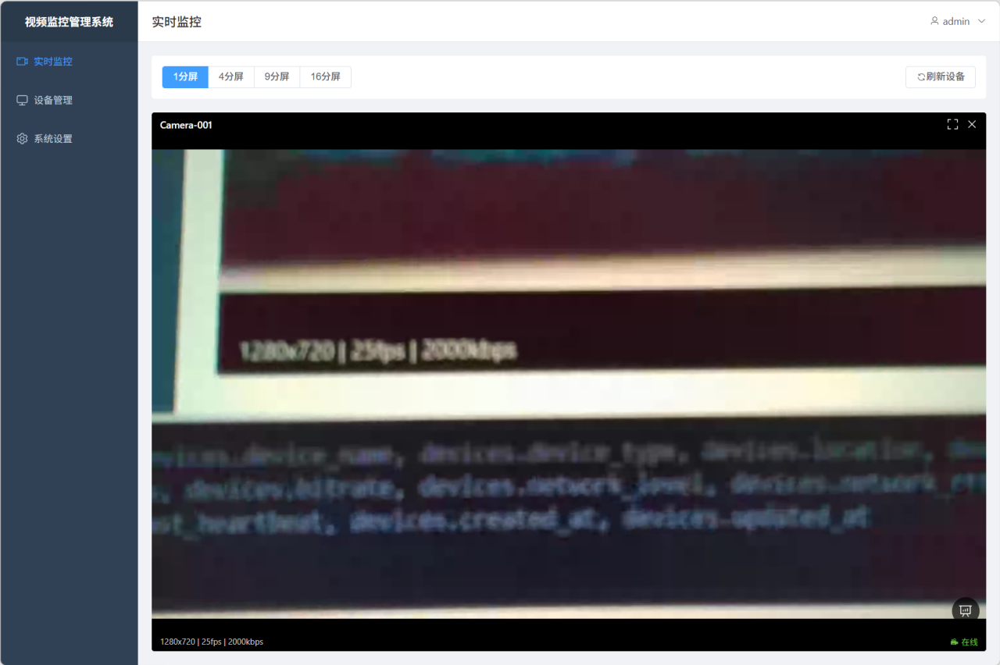 视频监控管理系统
实时监控
admin
实时监控
设备管理
系统设置
1分屏 4分屏 9分屏 16分屏
刷新设备
Camera-001
1280x720 | 25fps | 2000kbps
evices.device_name, devices.device_type, devices.location,
devices.bitrate, devices.network_level, devices.network_rtt
st_heartbeat, devices.created_at, devices.updated_at
1280x720 | 25fps | 2000kbps
在线